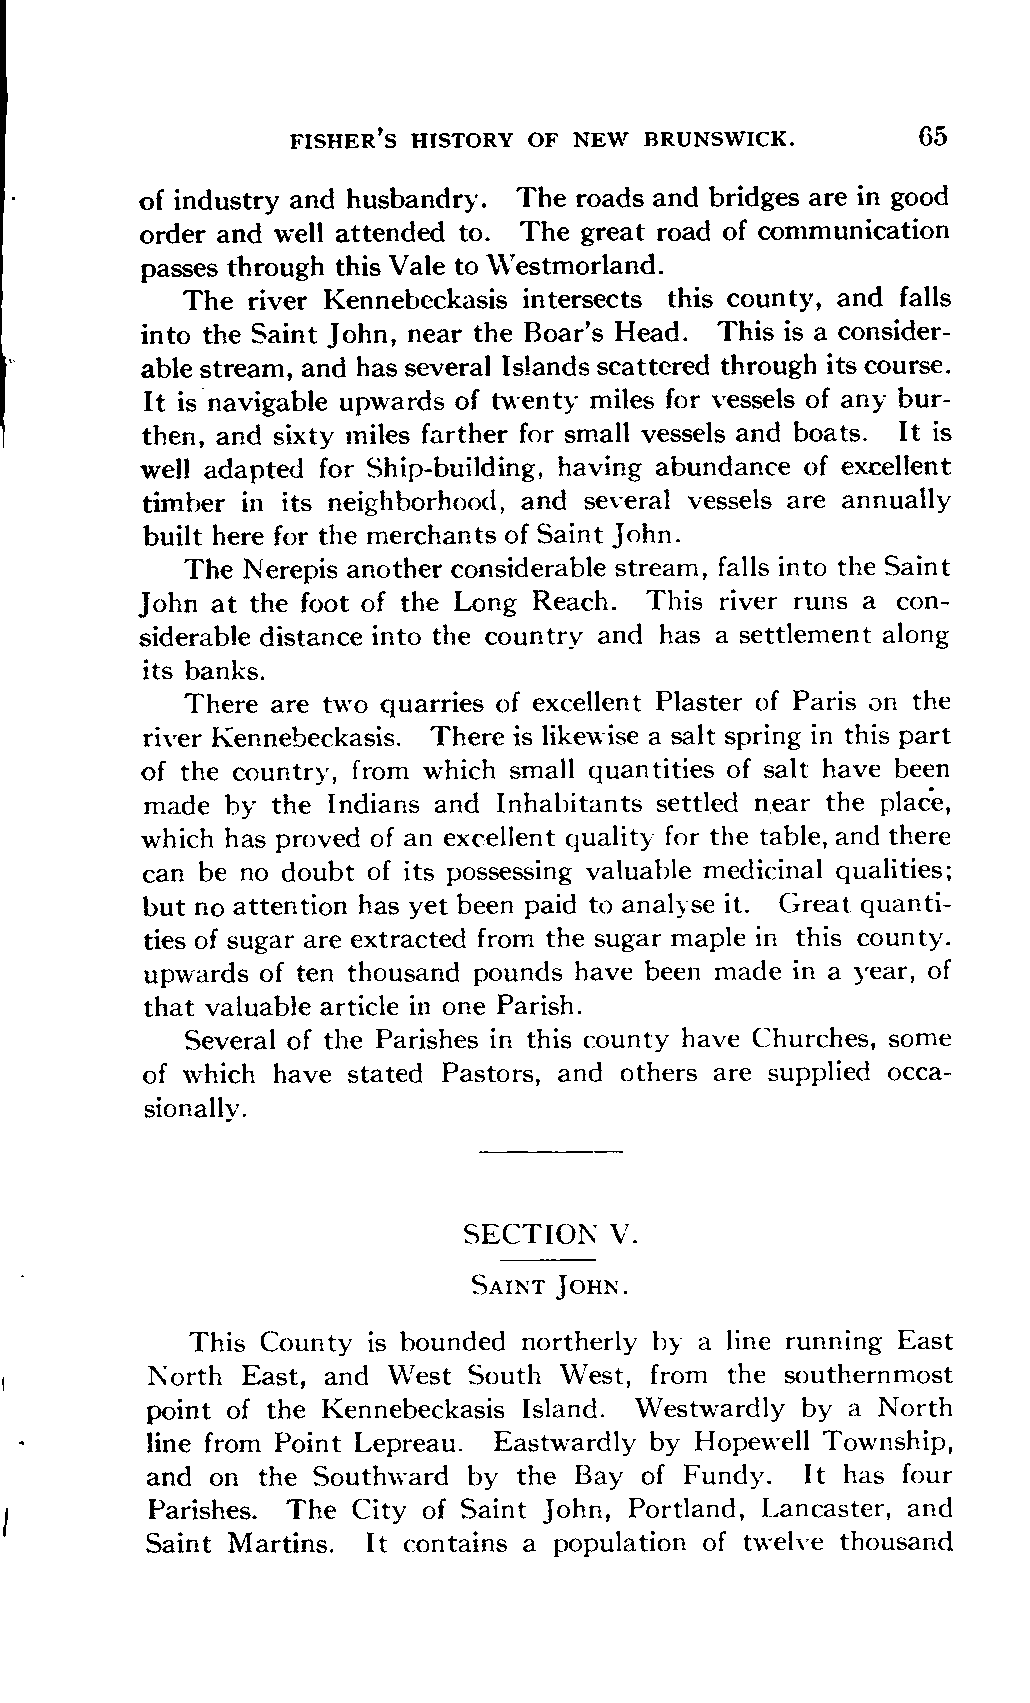 FISHER'S HISTORY OF NEW BRUNSWICK. 65
of industry and husbandry. The roads and bridges are in good
order and well attended to. The great road of communication
passes through this Vale to Westmorland.
The river Kennebeckasis intersects this county, and falls
into the Saint John, near the Boar's Head. This is a consider-
able stream, and has several Islands scattered through its course.
It is navigable upwards of twenty miles for vessels of any bur-
then, and sixty miles farther for small vessels and boats. It is
well adapted for Ship-building, having abundance of excellent
timber in its neighborhood, and several vessels are annually
built here for the merchants of Saint John.
The Nerepis another considerable stream, falls into the Saint
John at the foot of the Long Reach. This river runs a con-
siderable distance into the country and has a settlement along
its banks.
There are two quarries of excellent Plaster of Paris on the
river Kennebeckasis. There is likewise a salt spring in this part
of the country, from which small quantities of salt have been
made by the Indians and Inhabitants settled near the place,
which has proved of an excellent quality for the table, and there
can be no doubt of its possessing valuable medicinal qualities;
but no attention has yet been paid to analyse it. Great quanti-
ties of sugar are extracted from the sugar maple in this county.
upwards of ten thousand pounds have been made in a year, of
that valuable article in one Parish.
Several of the Parishes in this county have Churches, some
of which have stated Pastors, and others are supplied occa-
sionally.
SECTION V.
SAINT JOHN.
This County is bounded northerly by a line running East
North East, and West South West, from the southernmost
point of the Kennebeckasis Island. Westwardly by a North
line from Point Lepreau. Eastwardly by Hopewell Township,
and on the Southward by the Bay of Fundy. It has four
Parishes. The City of Saint John, Portland, Lancaster, and
Saint Martins. It contains a population of twelve thousand